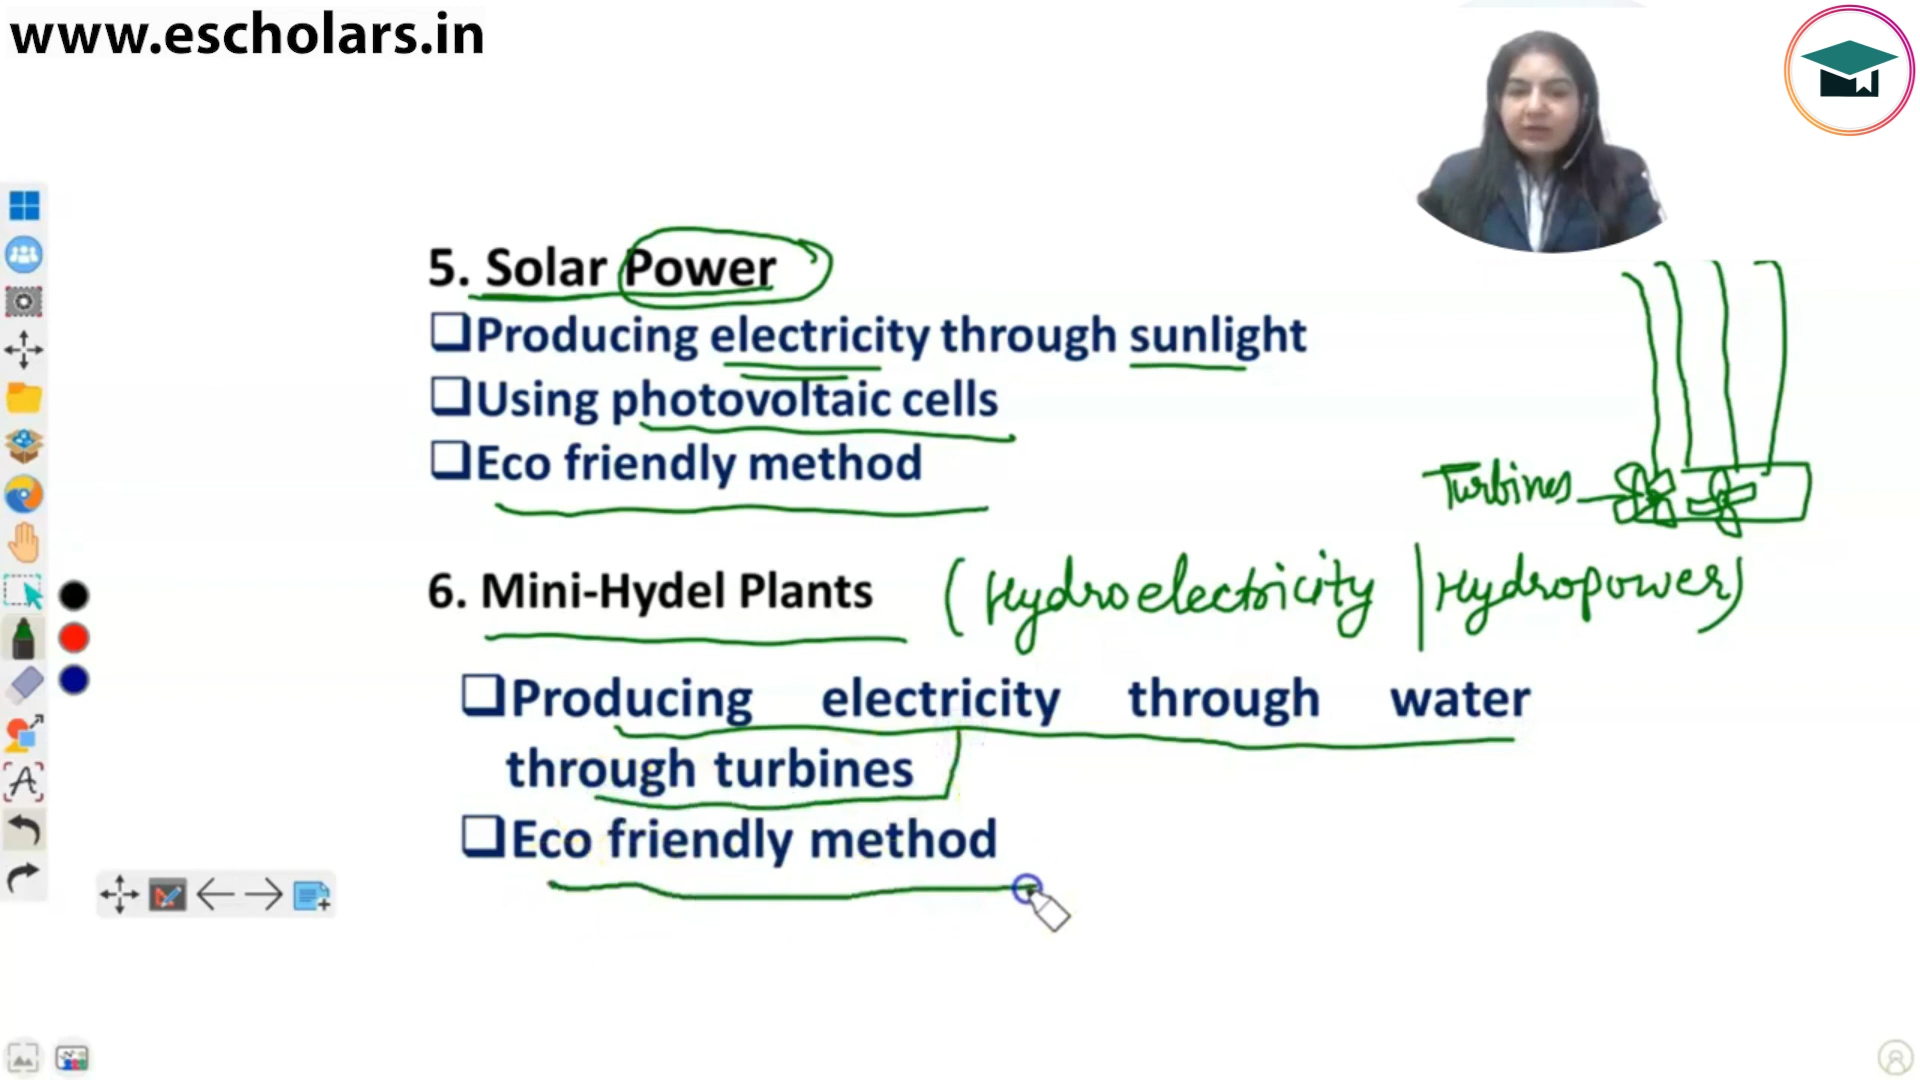 www.escholars.in
5. Solar Power
❑Producing electricity through sunlight
❑Using photovoltaic cells
❑Eco friendly method
Turbines
6. Mini-Hydel Plants (Hydroelectricity | Hydropower)
❑Producing electricity through water
through turbines
❑Eco friendly method